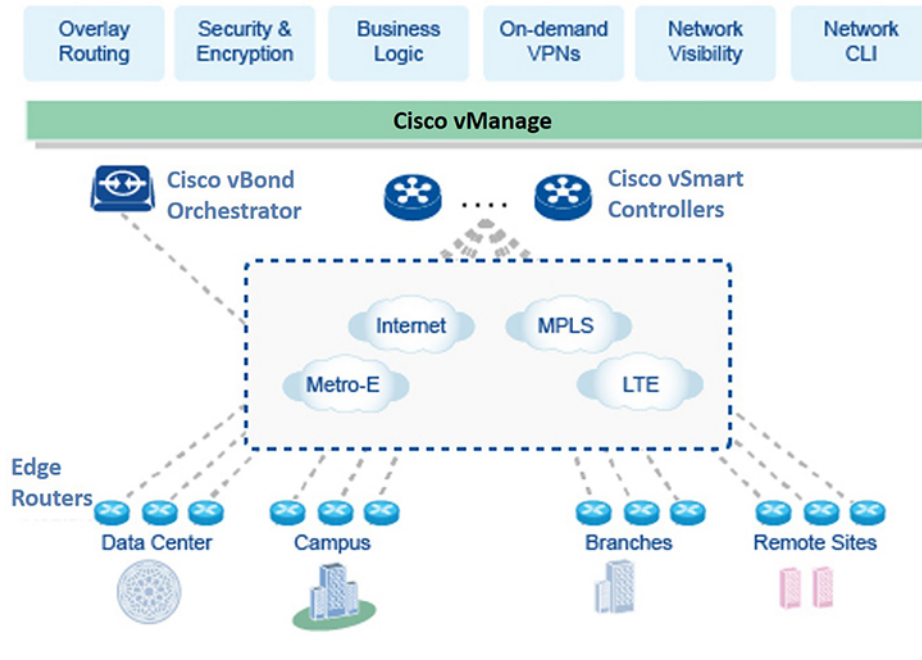 Overlay
Routing
Security &
Encryption
Business
Logic
On-demand
VPNs
Network
Visibility
Network
CLI
Cisco vManage
Cisco vBond
Orchestrator
....
Cisco vSmart
Controllers
Internet
MPLS
Metro-E
LTE
Edge
Routers
Data Center
Campus
Branches
Remote Sites